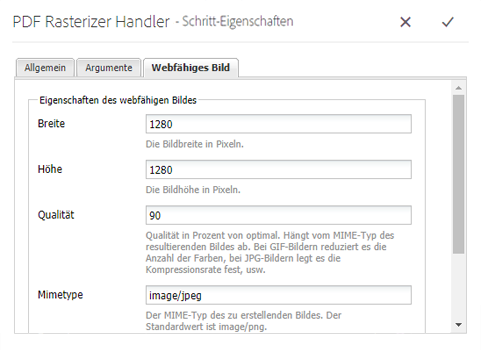 PDF Rasterizer Handler - Schritt-Eigenschaften
Allgemein Argumente Webfähiges Bild
Eigenschaften des webfähigen Bildes
Breite 1280
Die Bildbreite in Pixeln.
Höhe 1280
Die Bildhöhe in Pixeln.
Qualität 90
Qualität in Prozent von optimal. Hängt vom MIME-Typ des
resultierenden Bildes ab. Bei GIF-Bildern reduziert es die
Anzahl der Farben, bei JPG-Bildern legt es die
Kompressionsrate fest, usw.
Mimetype image/jpeg
Der MIME-Typ des zu erstellenden Bildes. Der
Standardwert ist image/png.